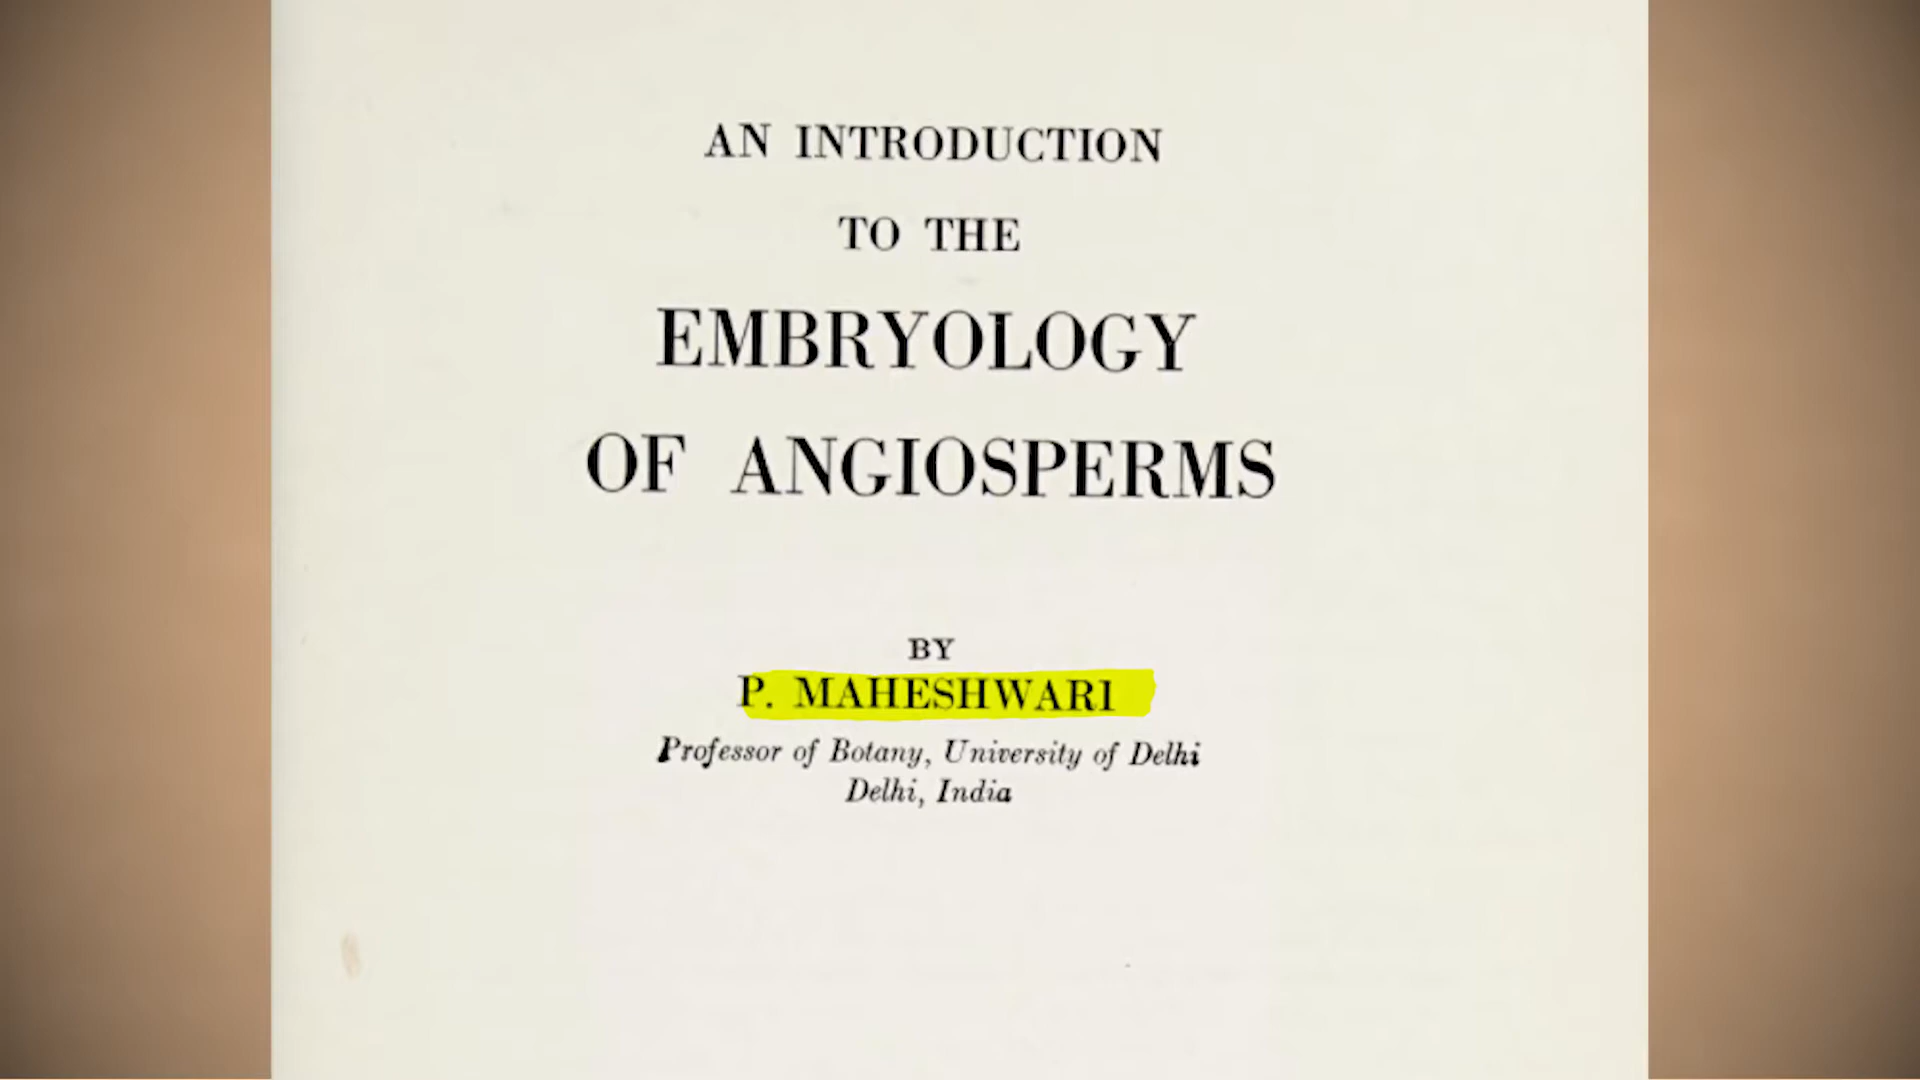 AN INTRODUCTION
TO THE
EMBRYOLOGY
OF ANGIOSPERMS
BY
P. MAHESHWARI
Professor of Botany, University of Delhi
Delhi, India